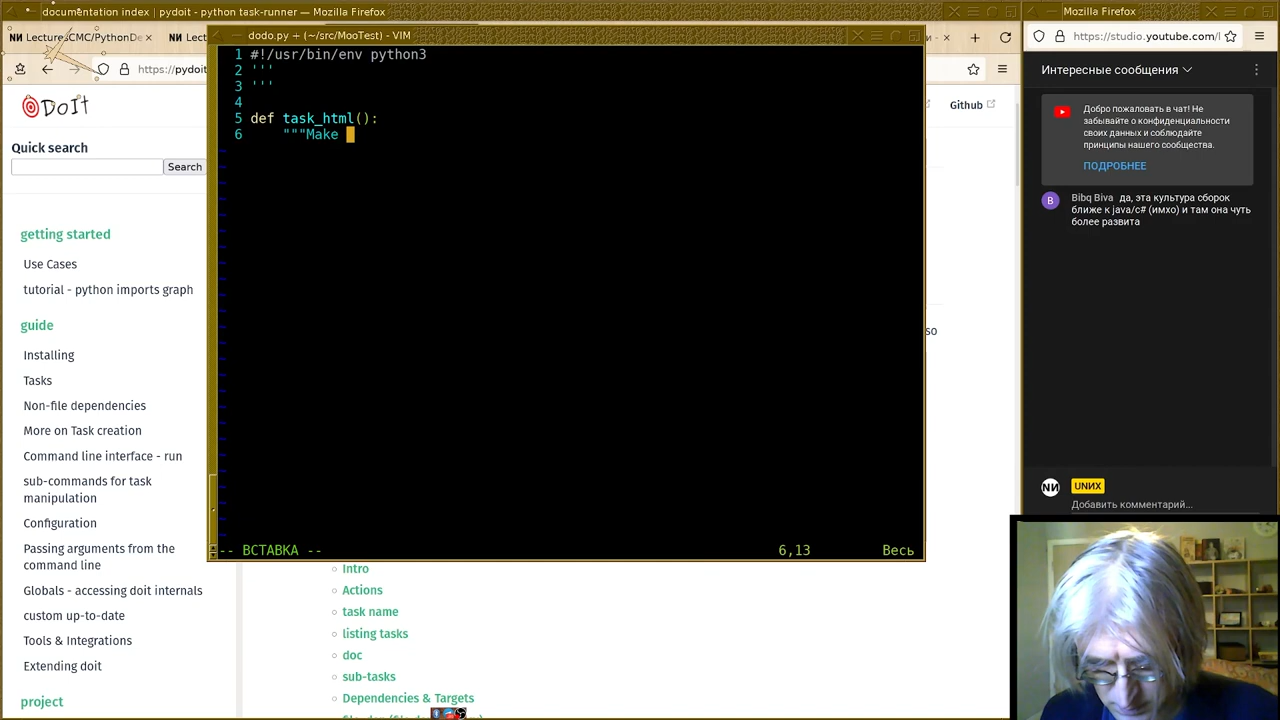 documentation index | pydoit - python task-runner — Mozilla Firefox
LecturesCMC/PythonDe
Lect
https://pydoit
DoIt
Quick search
Search
getting started
Use Cases
tutorial - python imports graph
guide
Installing
Tasks
Non-file dependencies
More on Task creation
Command line interface - run
sub-commands for task
manipulation
Configuration
Passing arguments from the
command line
Globals - accessing doit internals
custom up-to-date
Tools & Integrations
Extending doit
project
dodo.py + (~/src/MooTest) - VIM
1 #!/usr/bin/env python3
2 '''
3 '''
4
5 def task_html():
6 """Make
-- ВСТАВКА -- 6,13 Весь
Github
so
Intro
Actions
task name
listing tasks
doc
sub-tasks
Dependencies & Targets
Mozilla Firefox
https://studio.youtube.com/l
Интересные сообщения
Добро пожаловать в чат! Не
забывайте о конфиденциальности
своих данных и соблюдайте
принципы нашего сообщества.
ПОДРОБНЕЕ
B
Bibq Biva да, эта культура сборок
ближе к java/c# (имхо) и там она чуть
более развита
UNИX
Добавить комментарий...